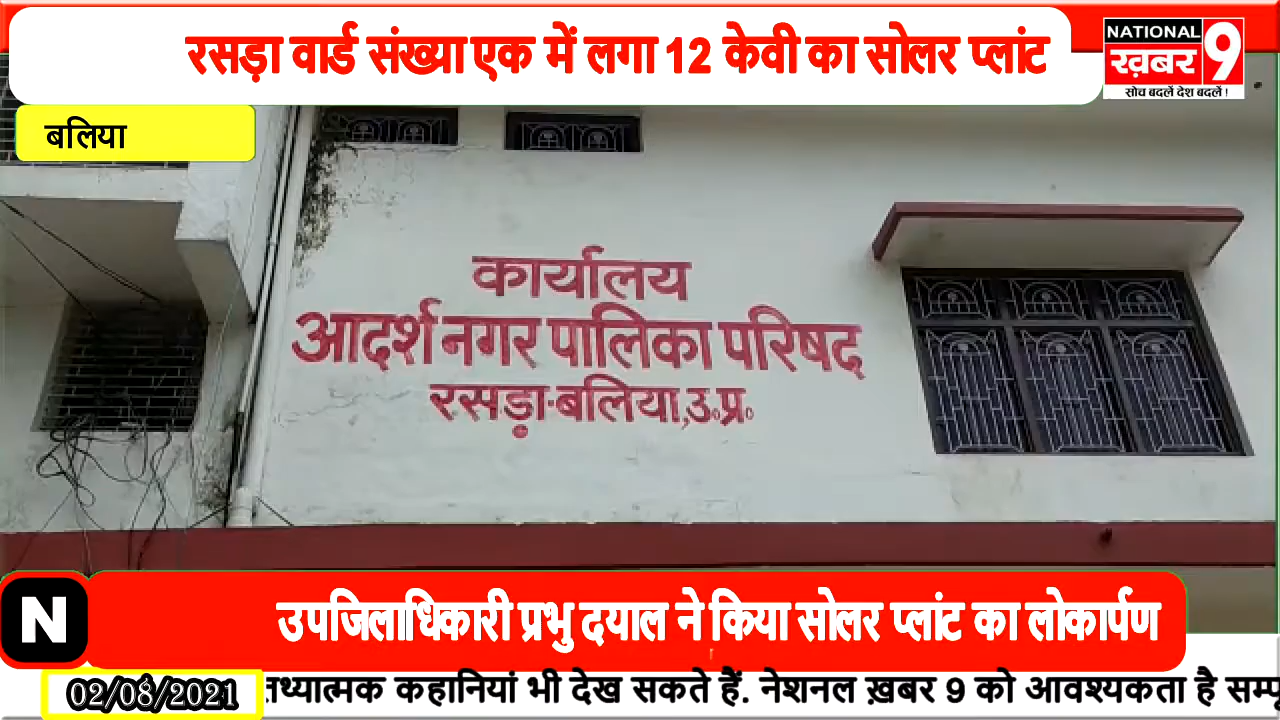 रसड़ा वार्ड संख्या एक में लगा 12 केवी का सोलर प्लांट
NATIONAL
ख़बर 9
सोच बदलें देश बदलें !
बलिया
कार्यालय
आदर्श नगर पालिका परिषद
रसड़ा-बलिया,उ॰प्र॰
N
उपजिलाधिकारी प्रभु दयाल ने किया सोलर प्लांट का लोकार्पण
02/08/2021
तथ्यात्मक कहानियां भी देख सकते हैं. नेशनल ख़बर 9 को आवश्यकता है